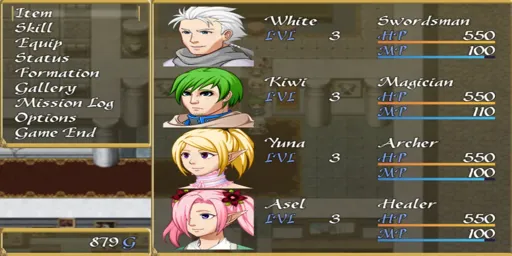 Item
Skill
Equip
Status
Formation
Gallery
Mission Log
Options
Game End
879 G
White Swordsman
LVL 3 HP 550
MP 100
Kiwi Magician
LVL 3 HP 550
MP 110
Yuna Archer
LVL 3 HP 550
MP 100
Asel Healer
LVL 3 HP 550
MP 100